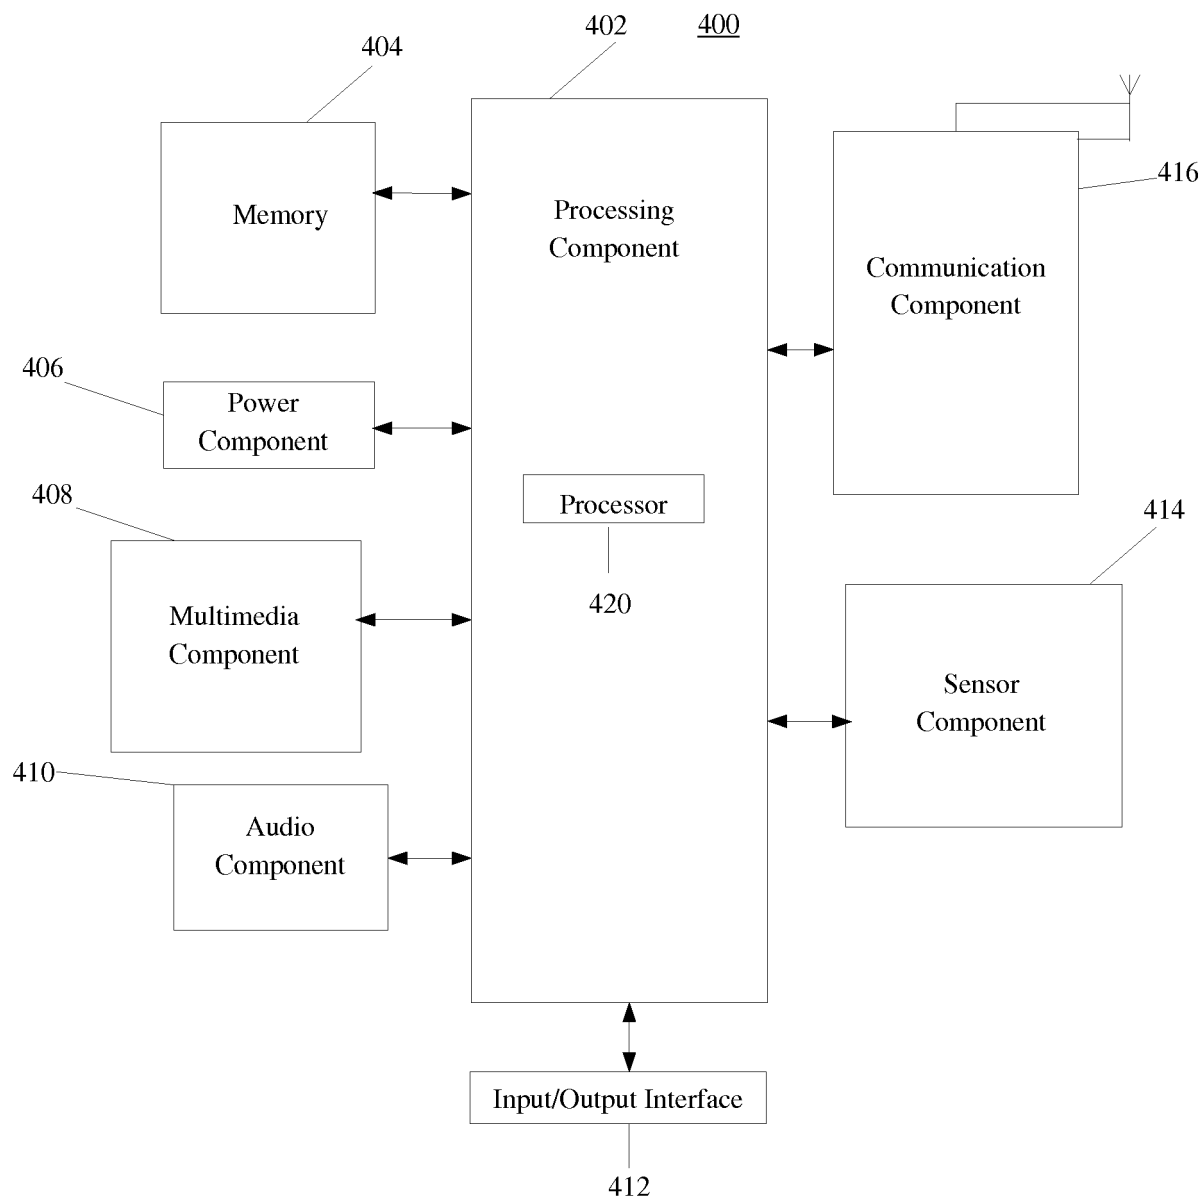 402
400
404
Memory
Processing
Component
416
Communication
Component
406
Power
Component
408
Processor
420
414
Multimedia
Component
Sensor
Component
410
Audio
Component
Input/Output Interface
412